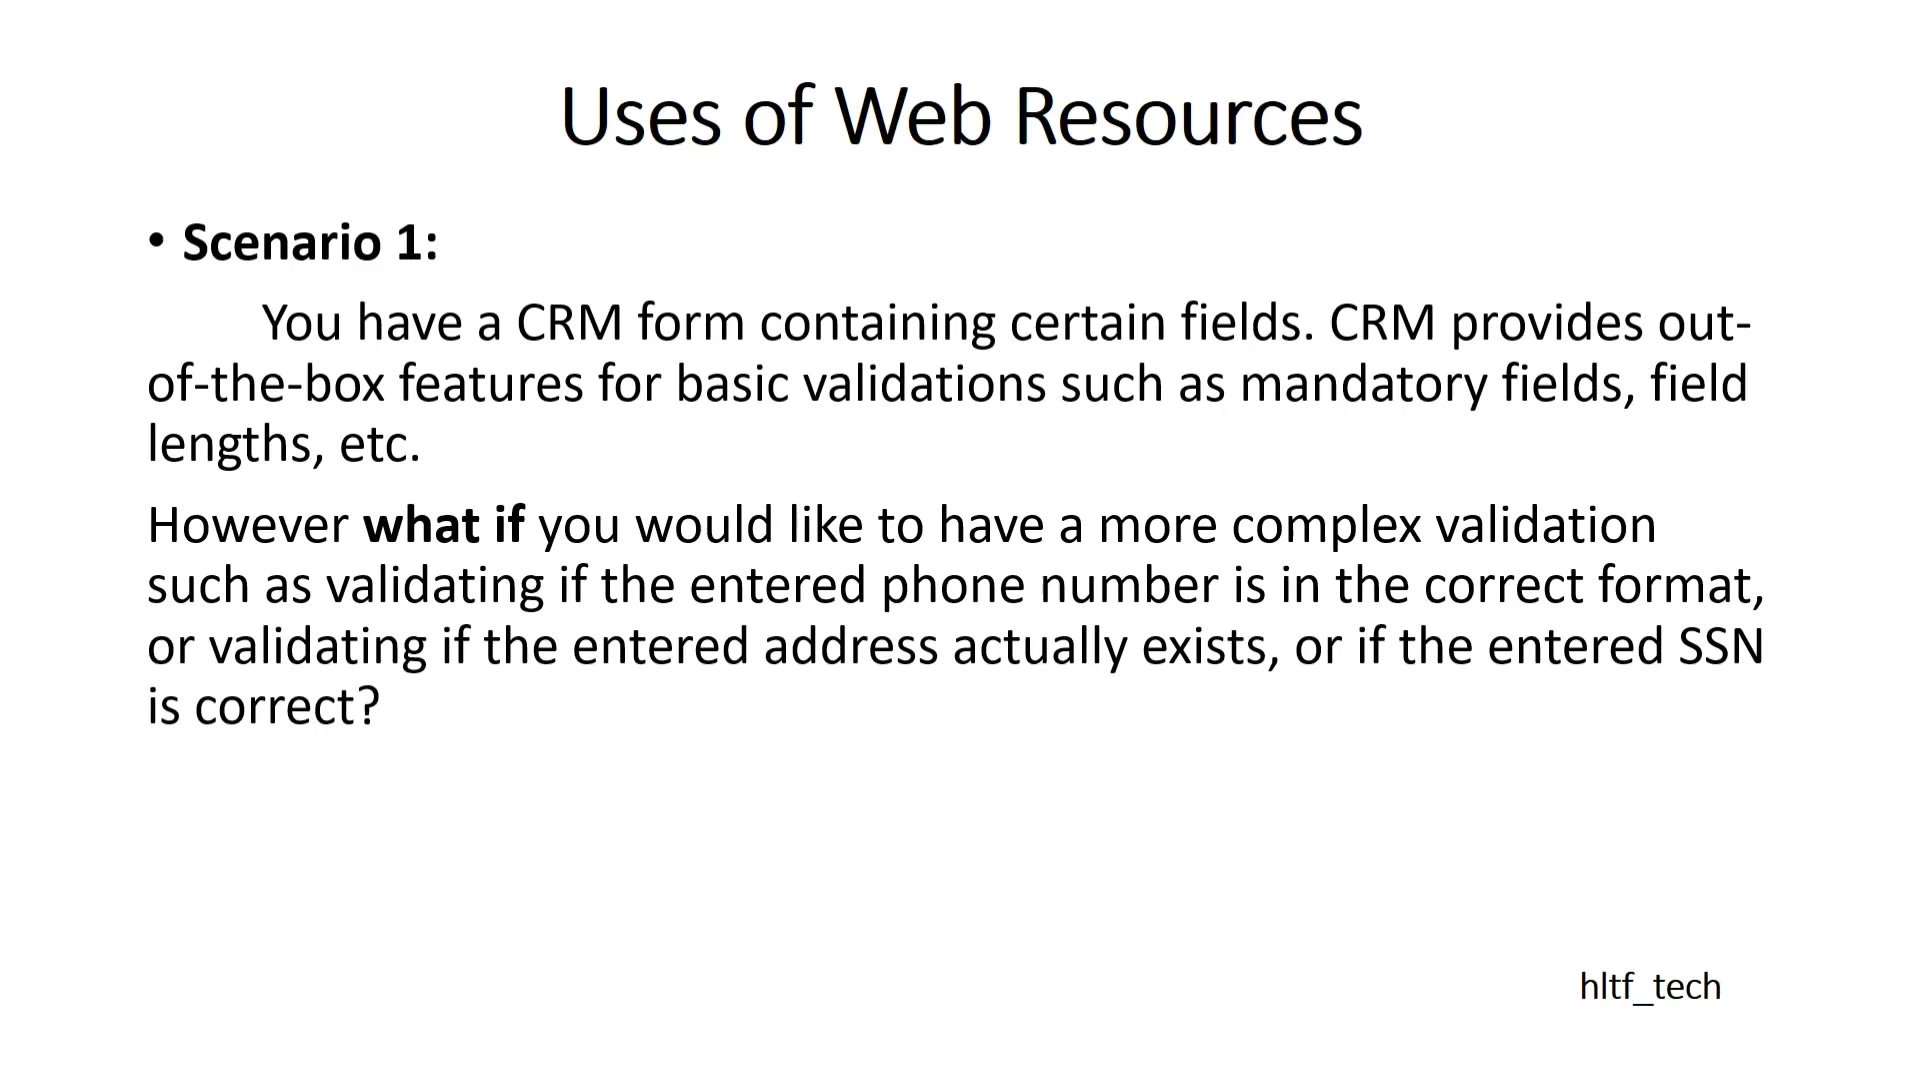 Uses of Web Resources
• Scenario 1:
You have a CRM form containing certain fields. CRM provides out-
of-the-box features for basic validations such as mandatory fields, field
lengths, etc.
However what if you would like to have a more complex validation
such as validating if the entered phone number is in the correct format,
or validating if the entered address actually exists, or if the entered SSN
is correct?
hltf_tech